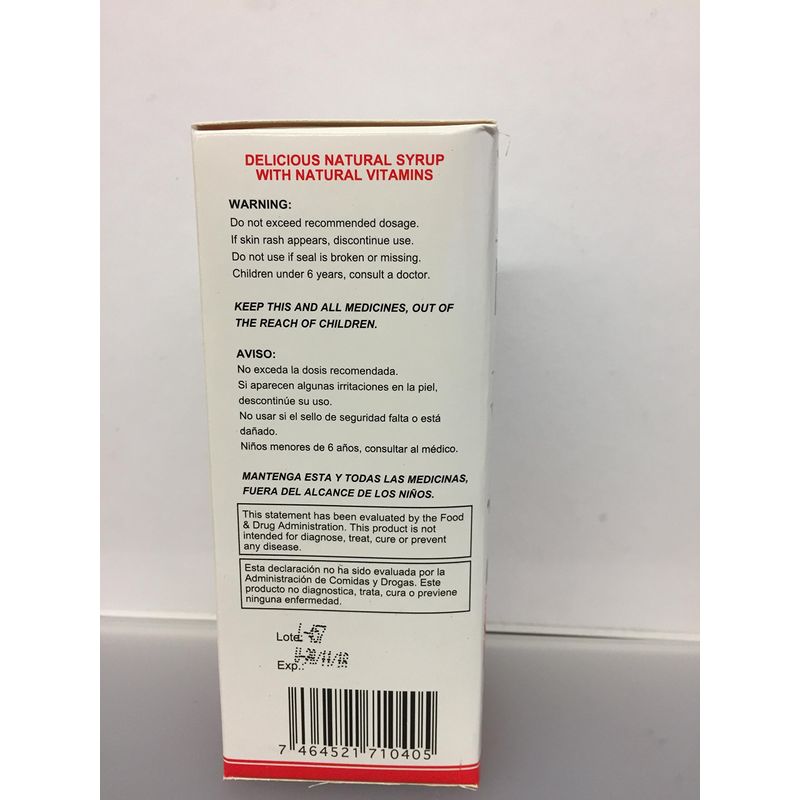 DELICIOUS NATURAL SYRUP
WITH NATURAL VITAMINS
WARNING:
Do not exceed recommended dosage.
If skin rash appears, discontinue use.
Do not use if seal is broken or missing.
Children under 6 years, consult a doctor.
KEEP THIS AND ALL MEDICINES, OUT OF
THE REACH OF CHILDREN.
AVISO:
No exceda la dosis recomendada.
Si aparecen algunas irritaciones en la piel,
descontinúe su uso.
No usar si el sello de seguridad falta o está
dañado.
Niños menores de 6 años, consultar al médico.
MANTENGA ESTA Y TODAS LAS MEDICINAS,
FUERA DEL ALCANCE DE LOS NIÑOS.
This statement has been evaluated by the Food
& Drug Administration. This product is not
intended for diagnose, treat, cure or prevent
any disease.
Esta declaración no ha sido evaluada por la
Administración de Comidas y Drogas. Este
producto no diagnostica, trata, cura o previene
ninguna enfermedad.
Lote: L-457
Exp.:
7 464521 710405